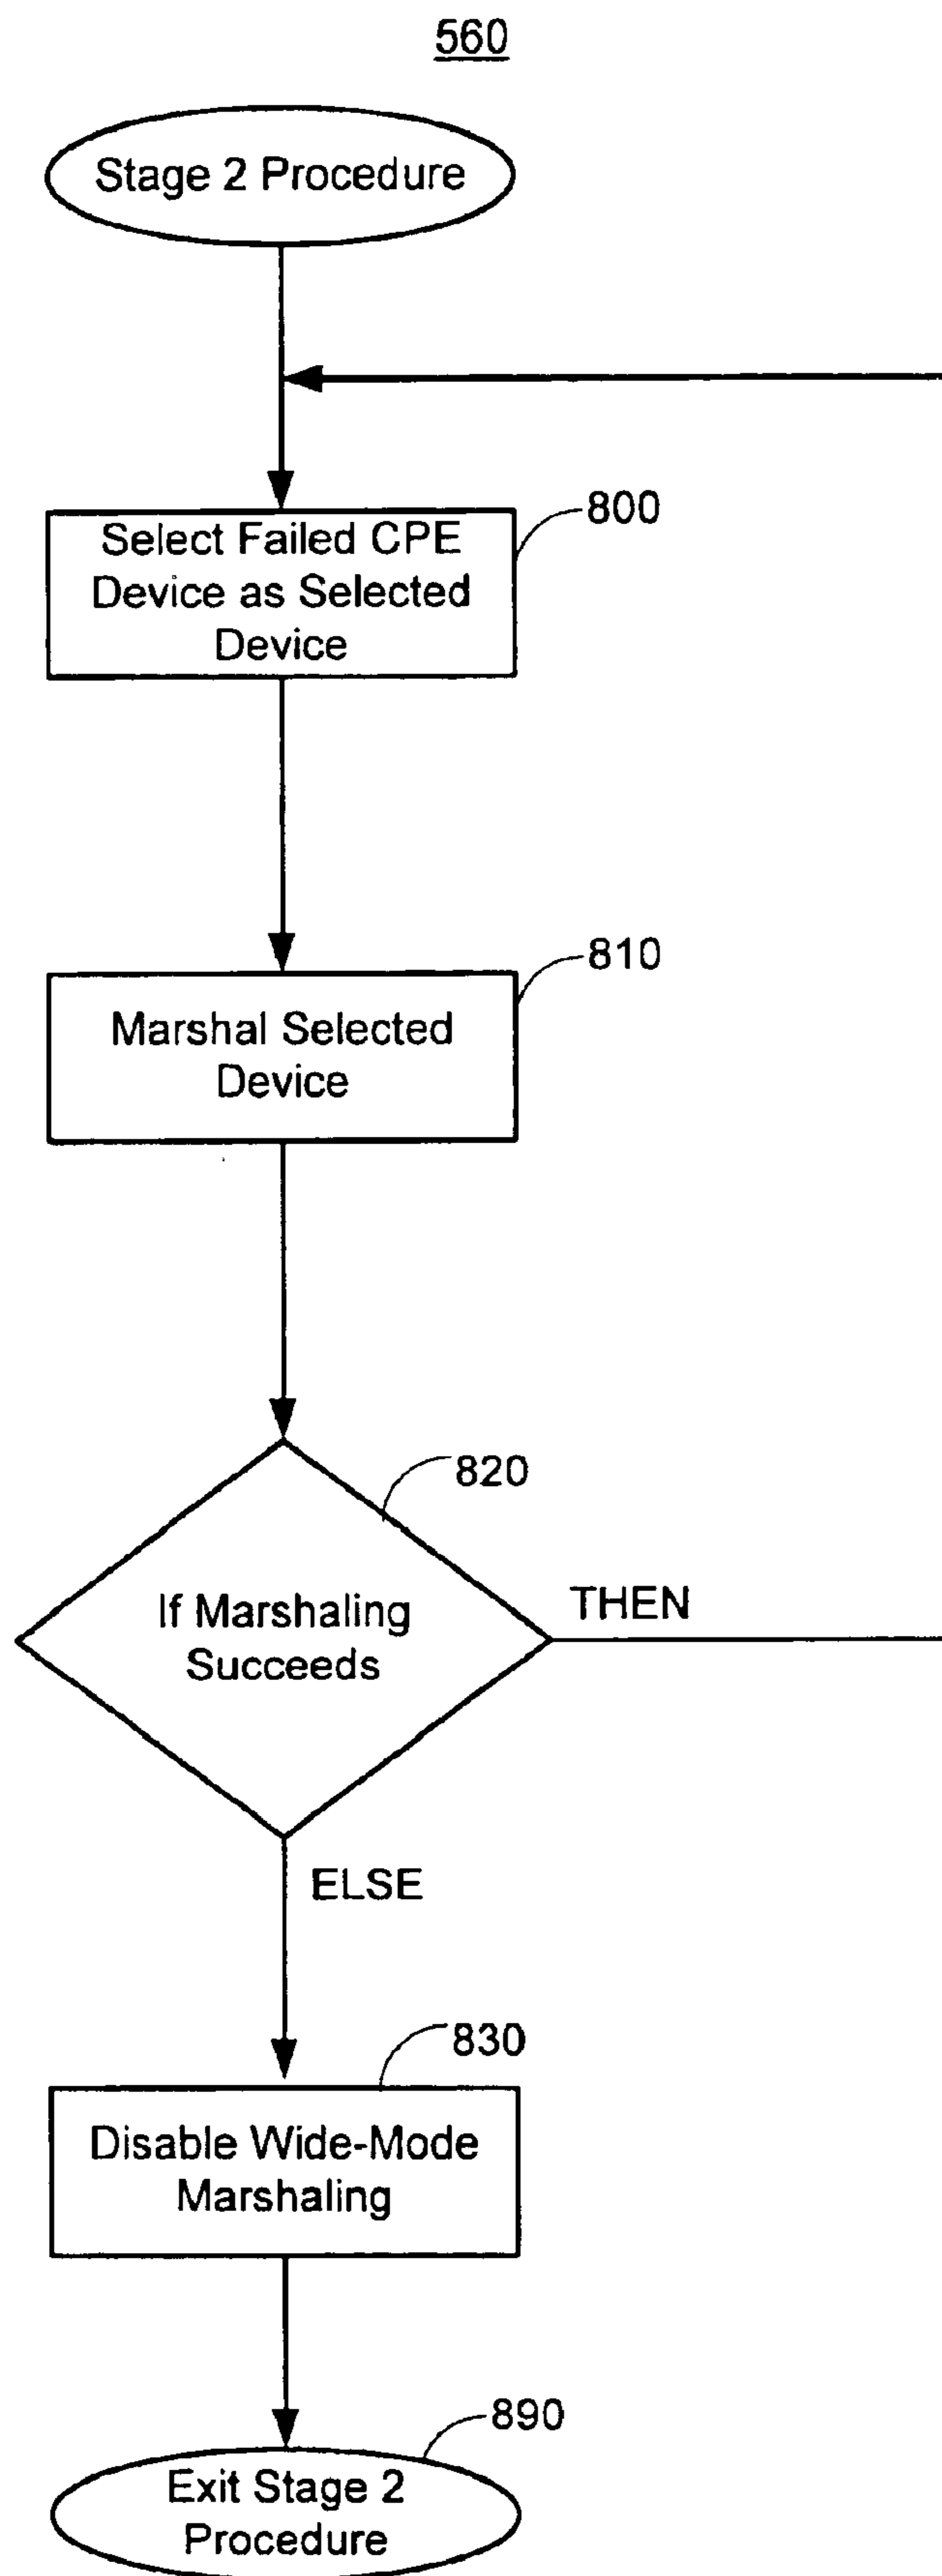 560
Stage 2 Procedure
800
Select Failed CPE
Device as Selected
Device
810
Marshal Selected
Device
820
If Marshaling
Succeeds
THEN
ELSE
830
Disable Wide-Mode
Marshaling
890
Exit Stage 2
Procedure